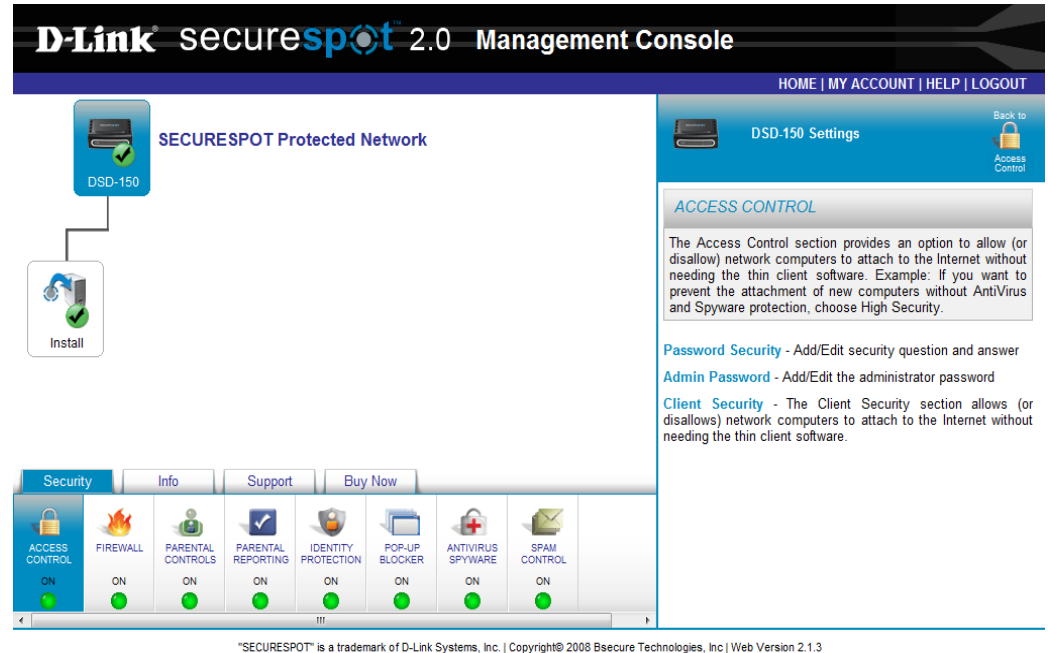 D-Link® securespot™ 2.0 Management Console
HOME | MY ACCOUNT | HELP | LOGOUT
DSD-150
SECURESPOT Protected Network
Install
DSD-150 Settings
Back to
Access
Control
ACCESS CONTROL
The Access Control section provides an option to allow (or
disallow) network computers to attach to the Internet without
needing the thin client software. Example: If you want to
prevent the attachment of new computers without AntiVirus
and Spyware protection, choose High Security.
Password Security - Add/Edit security question and answer
Admin Password - Add/Edit the administrator password
Client Security - The Client Security section allows (or
disallows) network computers to attach to the Internet without
needing the thin client software.
Security Info Support Buy Now
ACCESS CONTROL ON
FIREWALL ON
PARENTAL CONTROLS ON
PARENTAL REPORTING ON
IDENTITY PROTECTION ON
POP-UP BLOCKER ON
ANTIVIRUS SPYWARE ON
SPAM CONTROL ON
"SECURESPOT" is a trademark of D-Link Systems, Inc. | Copyright© 2008 Bsecure Technologies, Inc | Web Version 2.1.3